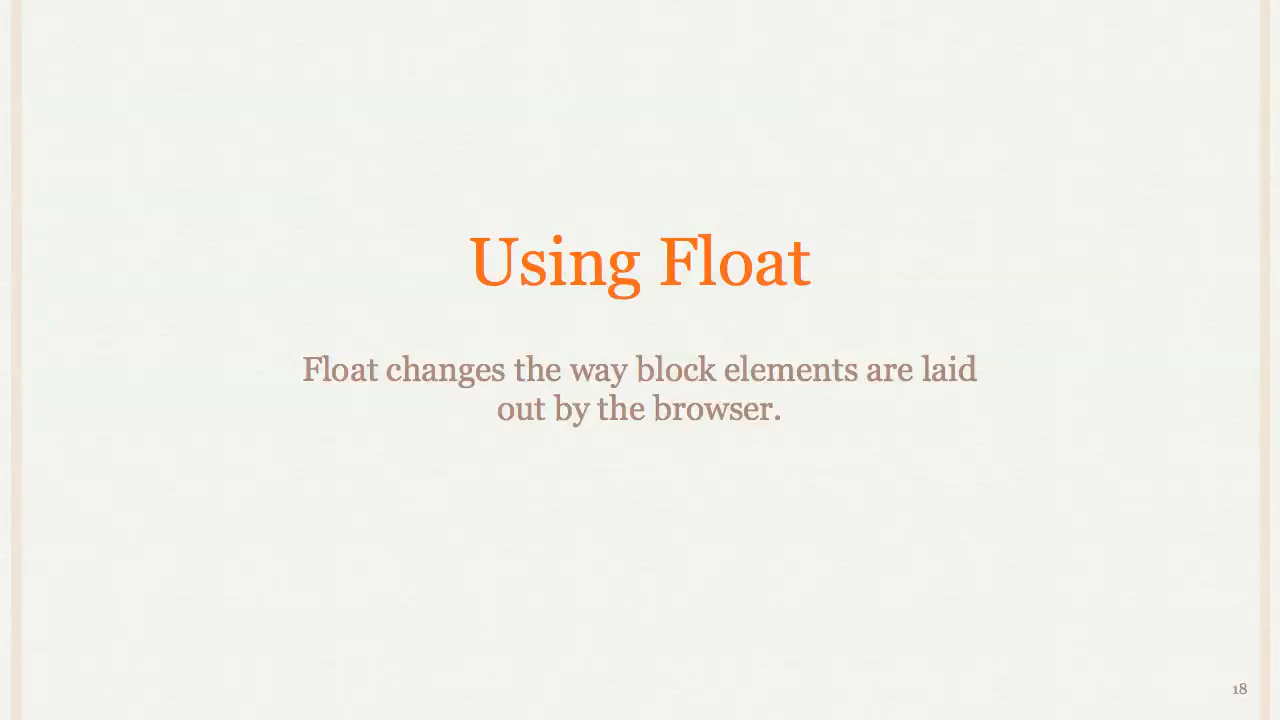 Using Float
Float changes the way block elements are laid
out by the browser.
18